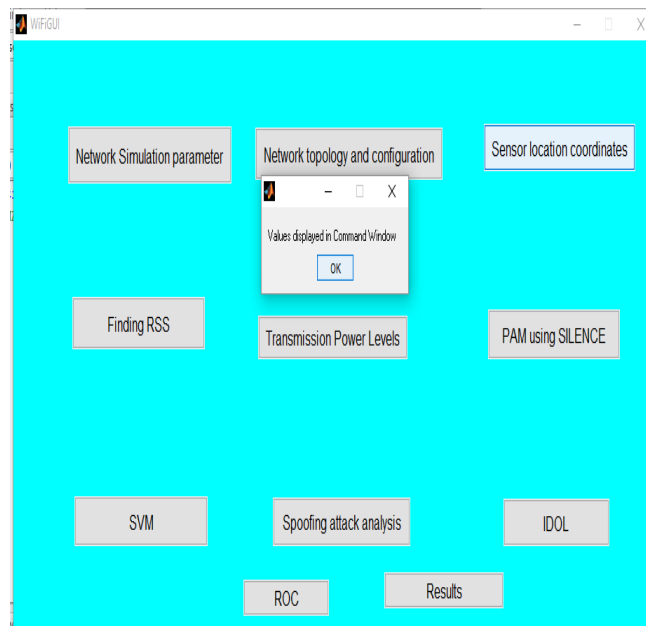 WiFiGUI
Network Simulation parameter
Network topology and configuration
Sensor location coordinates
Values displayed in Command Window
OK
Finding RSS
Transmission Power Levels
PAM using SILENCE
SVM
Spoofing attack analysis
IDOL
ROC
Results